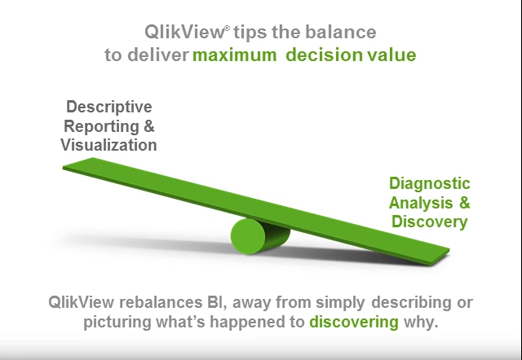 QlikView® tips the balance
to deliver maximum decision value
Descriptive
Reporting &
Visualization
Diagnostic
Analysis &
Discovery
QlikView rebalances BI, away from simply describing or
picturing what's happened to discovering why.